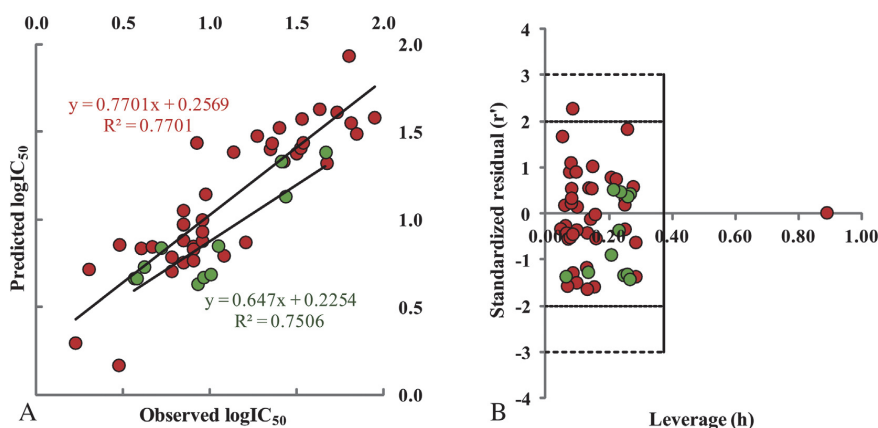 0.0 0.5 1.0 1.5 2.0
2.0
1.5
1.0
0.5
0.0
y = 0.7701x + 0.2569
R² = 0.7701
y = 0.647x + 0.2254
R² = 0.7506
Predicted logIC50
Observed logIC50
A
4
3
2
1
0
-1
-2
-3
-4
0.00 0.20 0.40 0.60 0.80 1.00
Standardized residual (r')
Leverage (h)
B